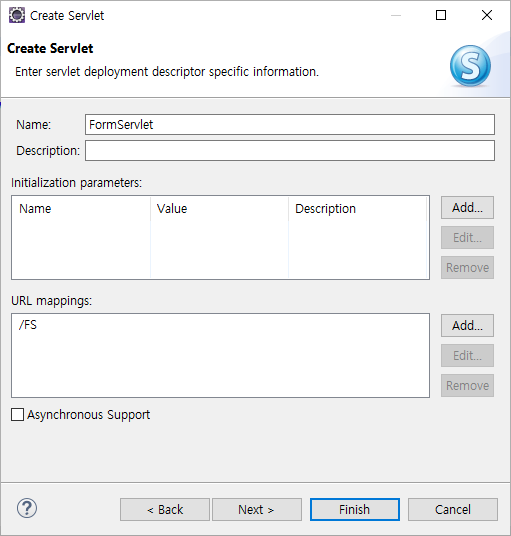 Create Servlet
Create Servlet
Enter servlet deployment descriptor specific information.
Name: FormServlet
Description:
Initialization parameters:
Name Value Description
Add...
Edit...
Remove
URL mappings:
/FS
Add...
Edit...
Remove
Asynchronous Support
? < Back Next > Finish Cancel